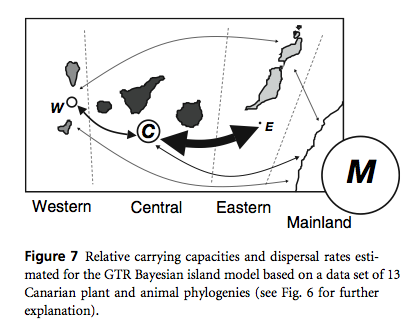 W
C
E
M
Western
Central
Eastern
Mainland
Figure 7 Relative carrying capacities and dispersal rates esti-
mated for the GTR Bayesian island model based on a data set of 13
Canarian plant and animal phylogenies (see Fig. 6 for further
explanation).